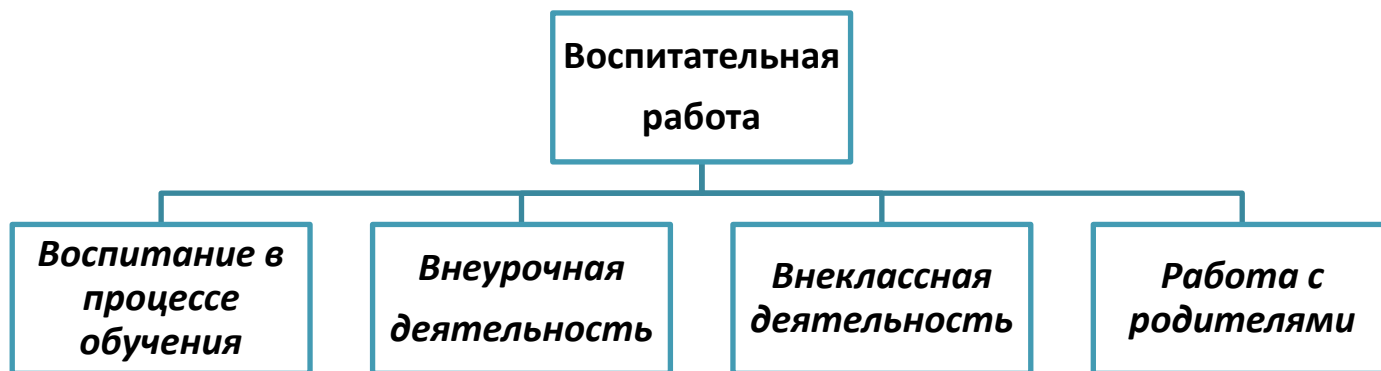 Воспитательная
работа
Воспитание в
процессе
обучения
Внеурочная
деятельность
Внеклассная
деятельность
Работа с
родителями